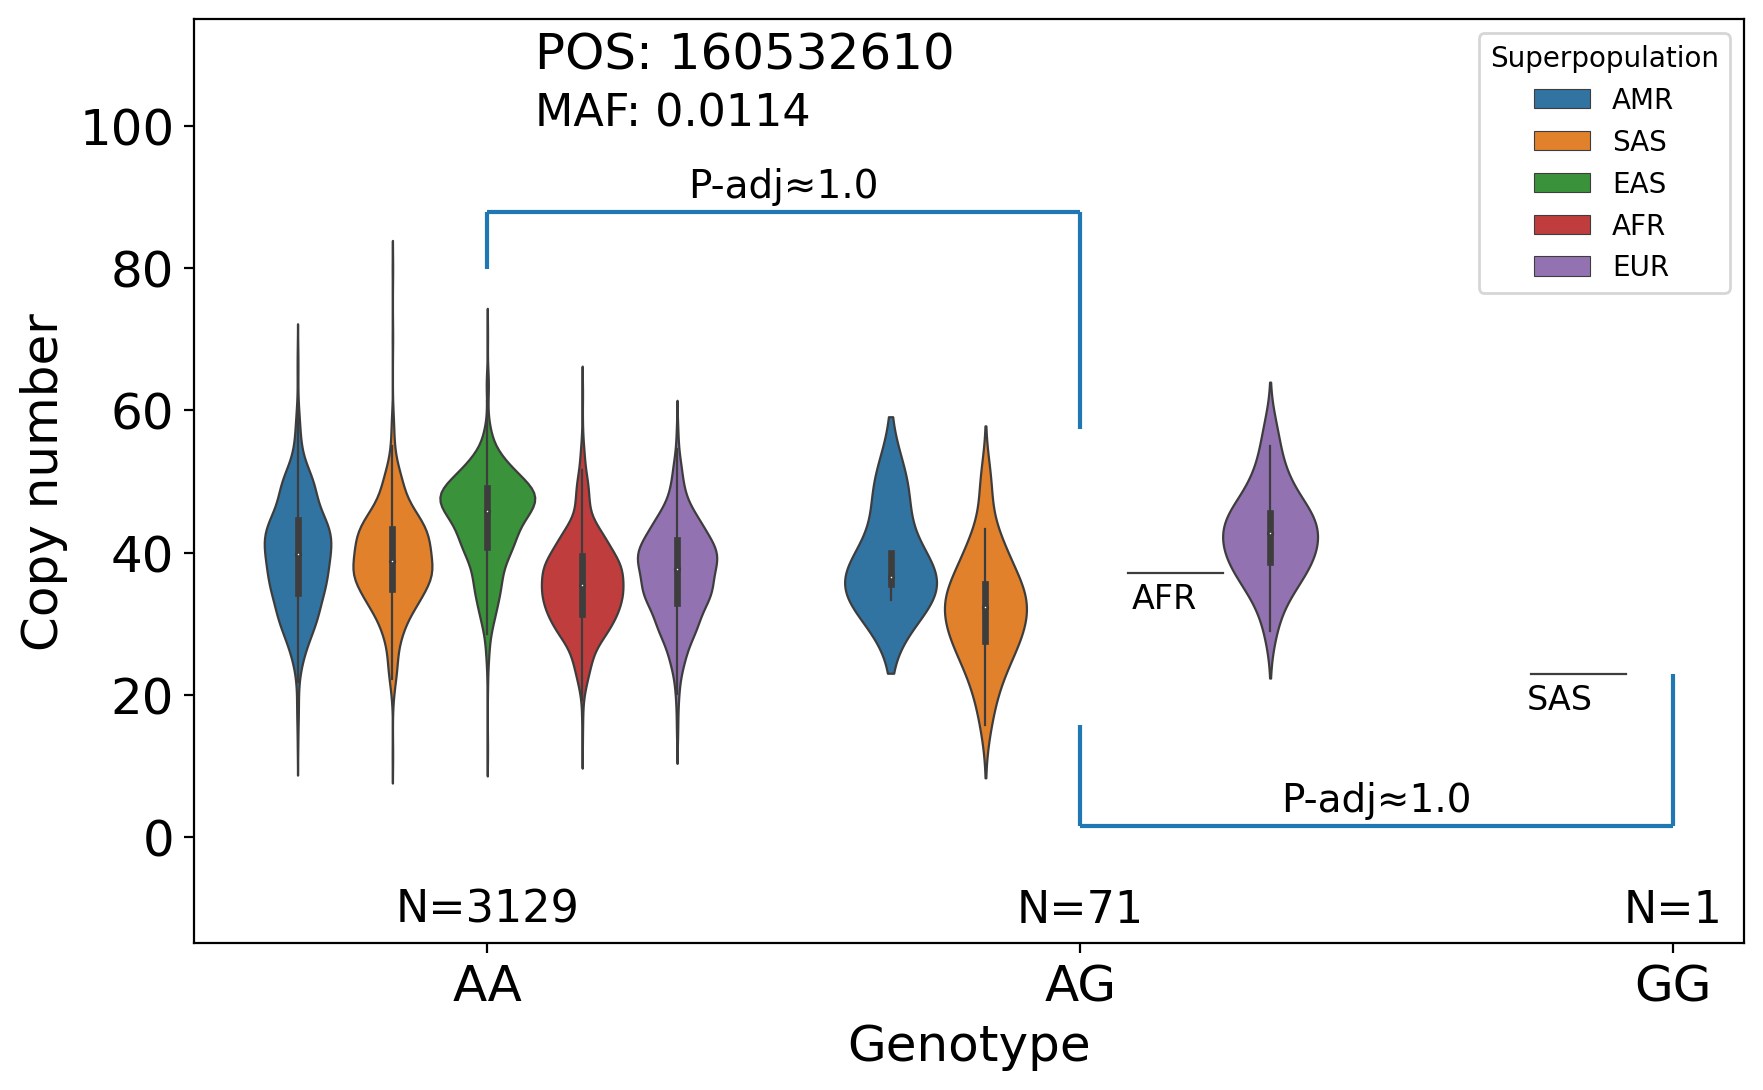 POS: 160532610
MAF: 0.0114
Superpopulation
AMR
SAS
EAS
AFR
EUR
P-adj≈1.0
100
80
60
40
20
0
Copy number
AFR
SAS
P-adj≈1.0
N=3129
N=71
N=1
AA
AG
GG
Genotype